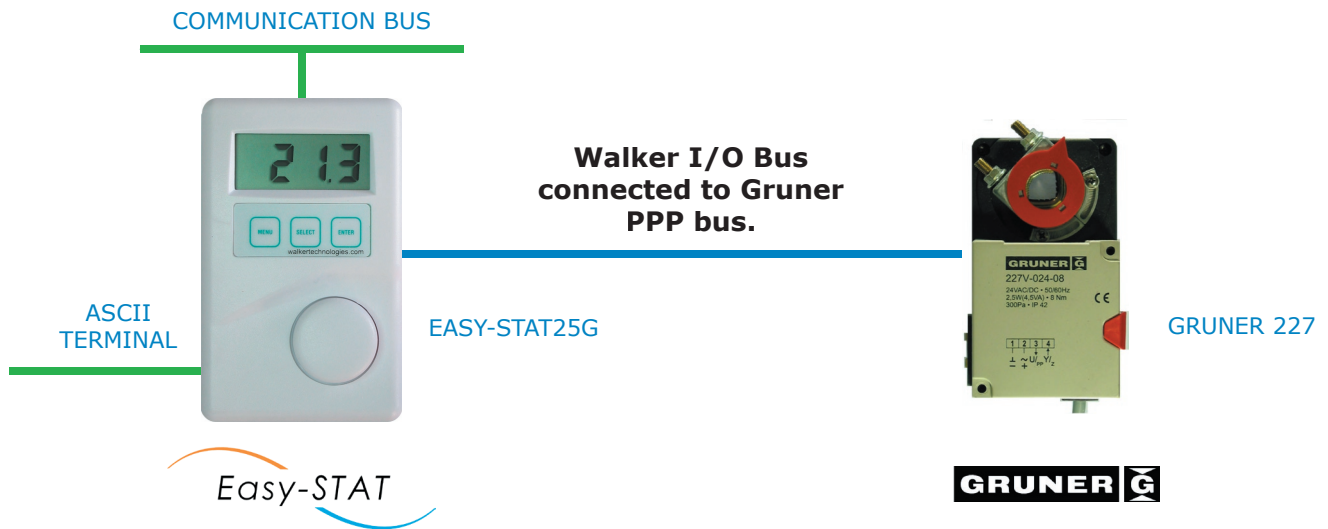 COMMUNICATION BUS
21.3
MENU SELECT ENTER
walkertechnologies.com
Walker I/O Bus
connected to Gruner
PPP bus.
ASCII
TERMINAL
EASY-STAT25G
GRUNER G
227V-024-08
24VAC/DC • 50/60Hz
2,5W(4,5VA) • 8 Nm
300Pa • IP 42
CE
1 2 3 4
⊥ ~ U/PP Y/Z
− +
GRUNER 227
Easy-STAT
GRUNER G